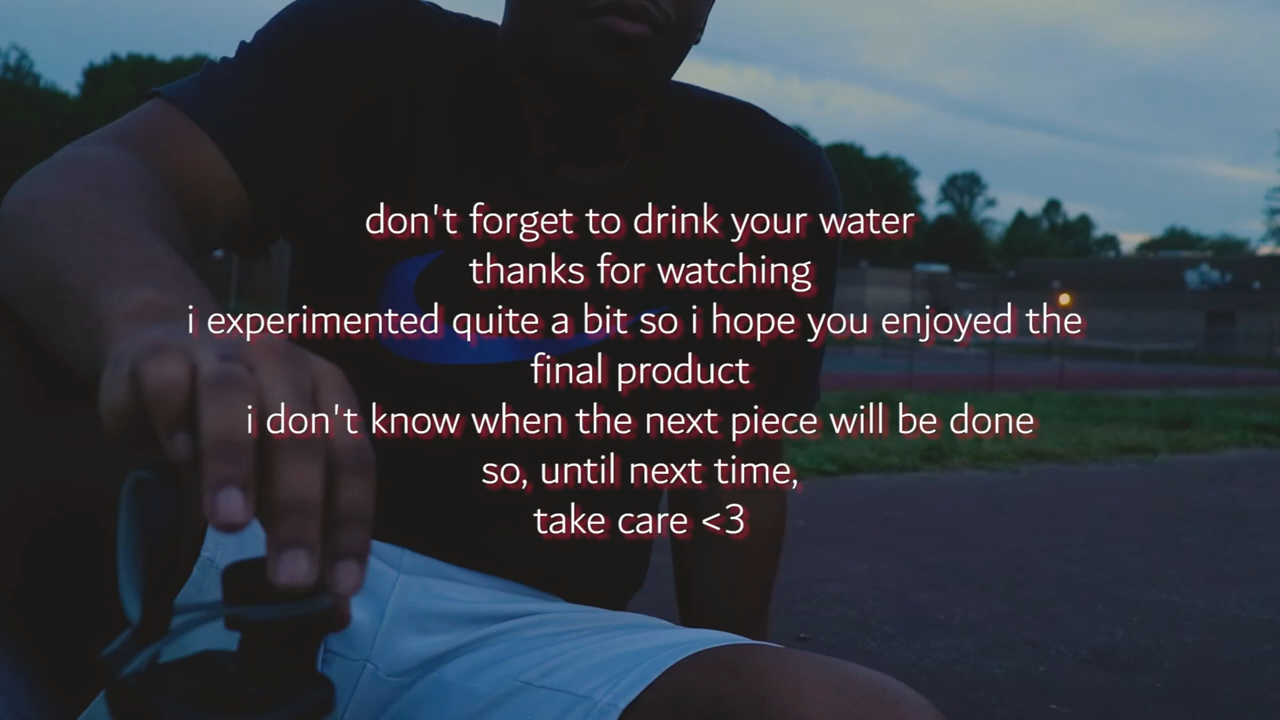 don't forget to drink your water
thanks for watching
i experimented quite a bit so i hope you enjoyed the
final product
i don't know when the next piece will be done
so, until next time,
take care <3